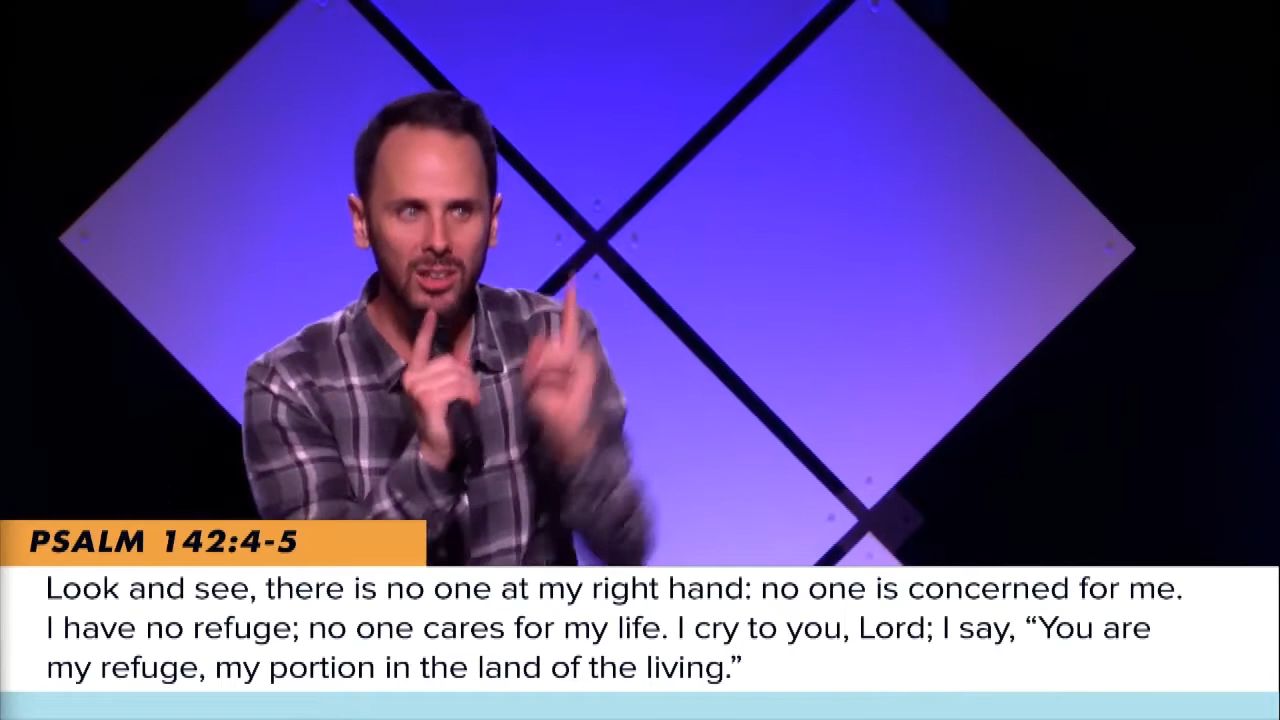 PSALM 142:4-5
Look and see, there is no one at my right hand: no one is concerned for me.
I have no refuge; no one cares for my life. I cry to you, Lord; I say, “You are
my refuge, my portion in the land of the living.”